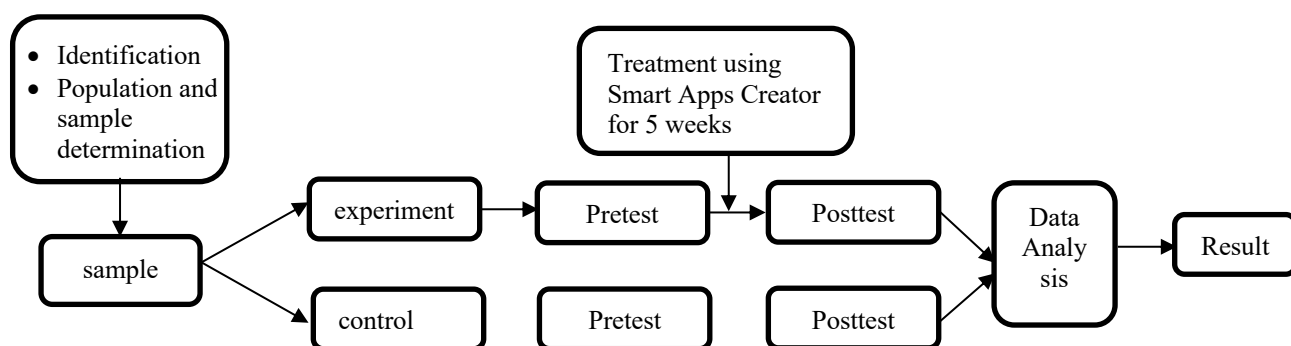 • Identification
• Population and
sample
determination
Treatment using
Smart Apps Creator
for 5 weeks
experiment
Pretest
Posttest
Data
Analy
sis
Result
sample
control
Pretest
Posttest